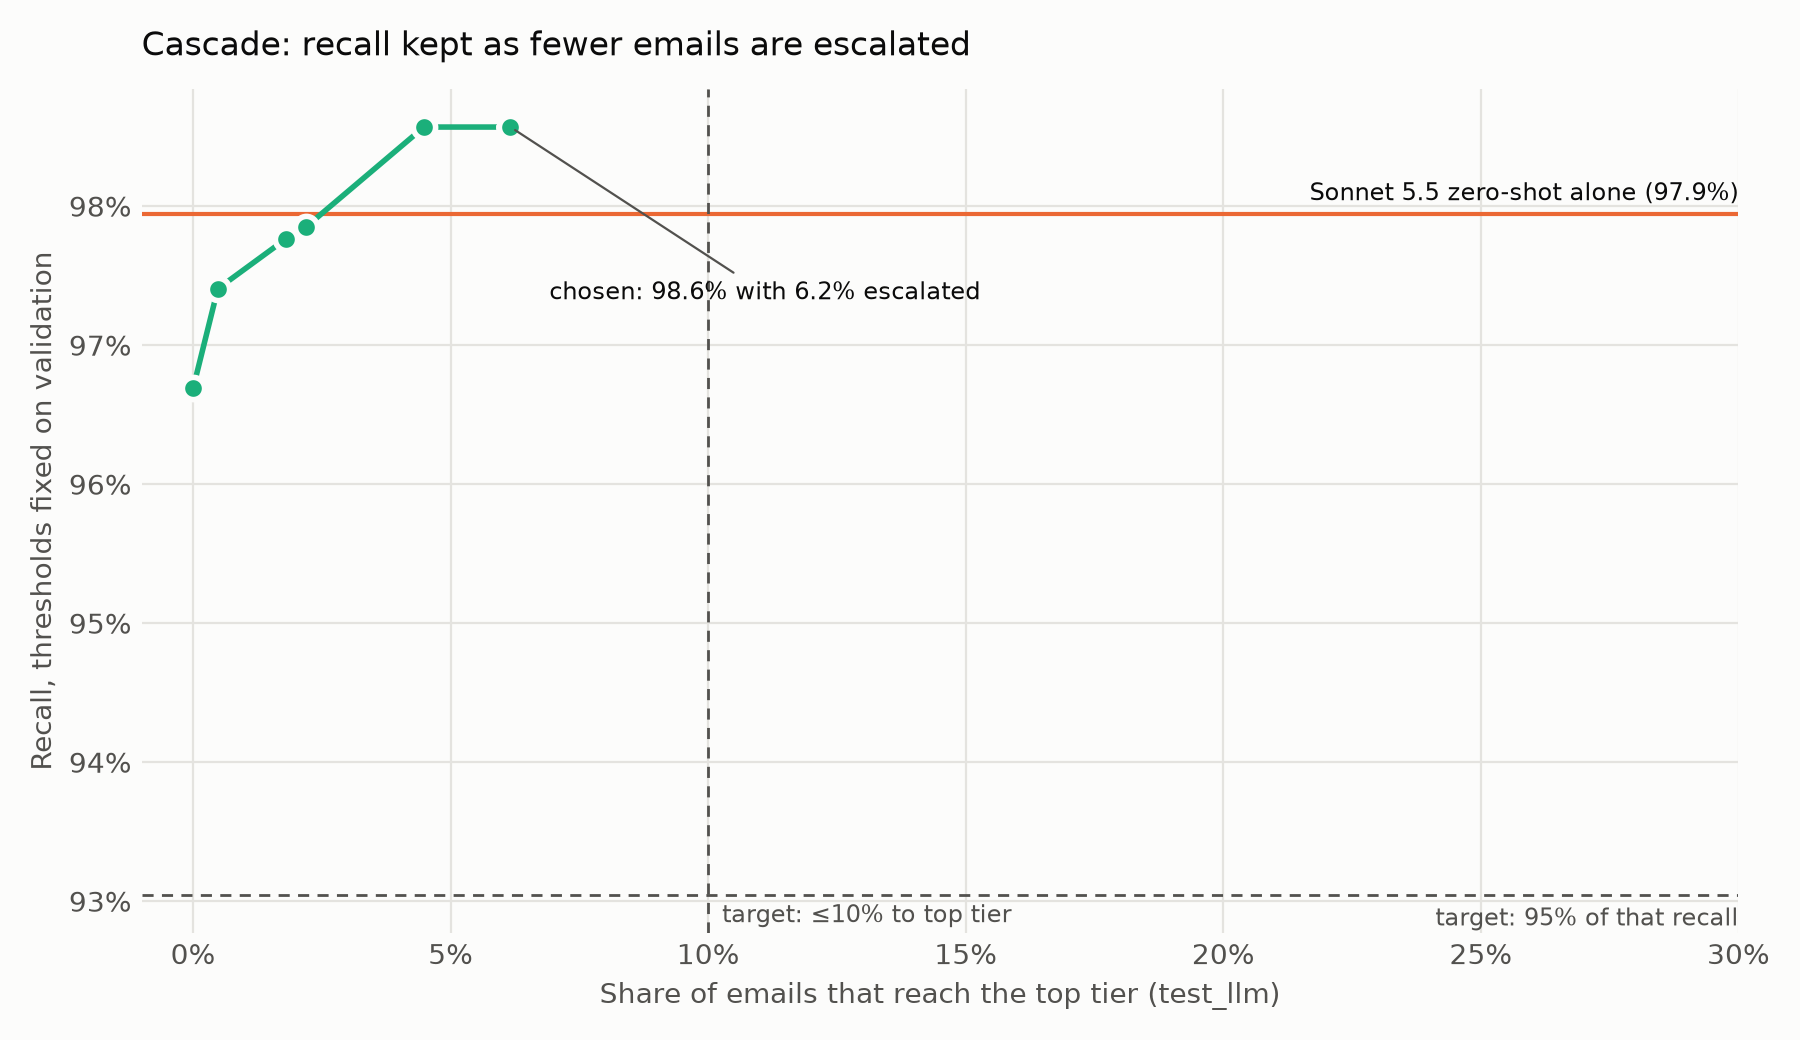 Cascade: recall kept as fewer emails are escalated
Sonnet 5.5 zero-shot alone (97.9%)
chosen: 98.6% with 6.2% escalated
98%
97%
96%
95%
94%
93%
Recall, thresholds fixed on validation
target: ≤10% to top tier
target: 95% of that recall
0%
5%
10%
15%
20%
25%
30%
Share of emails that reach the top tier (test_llm)